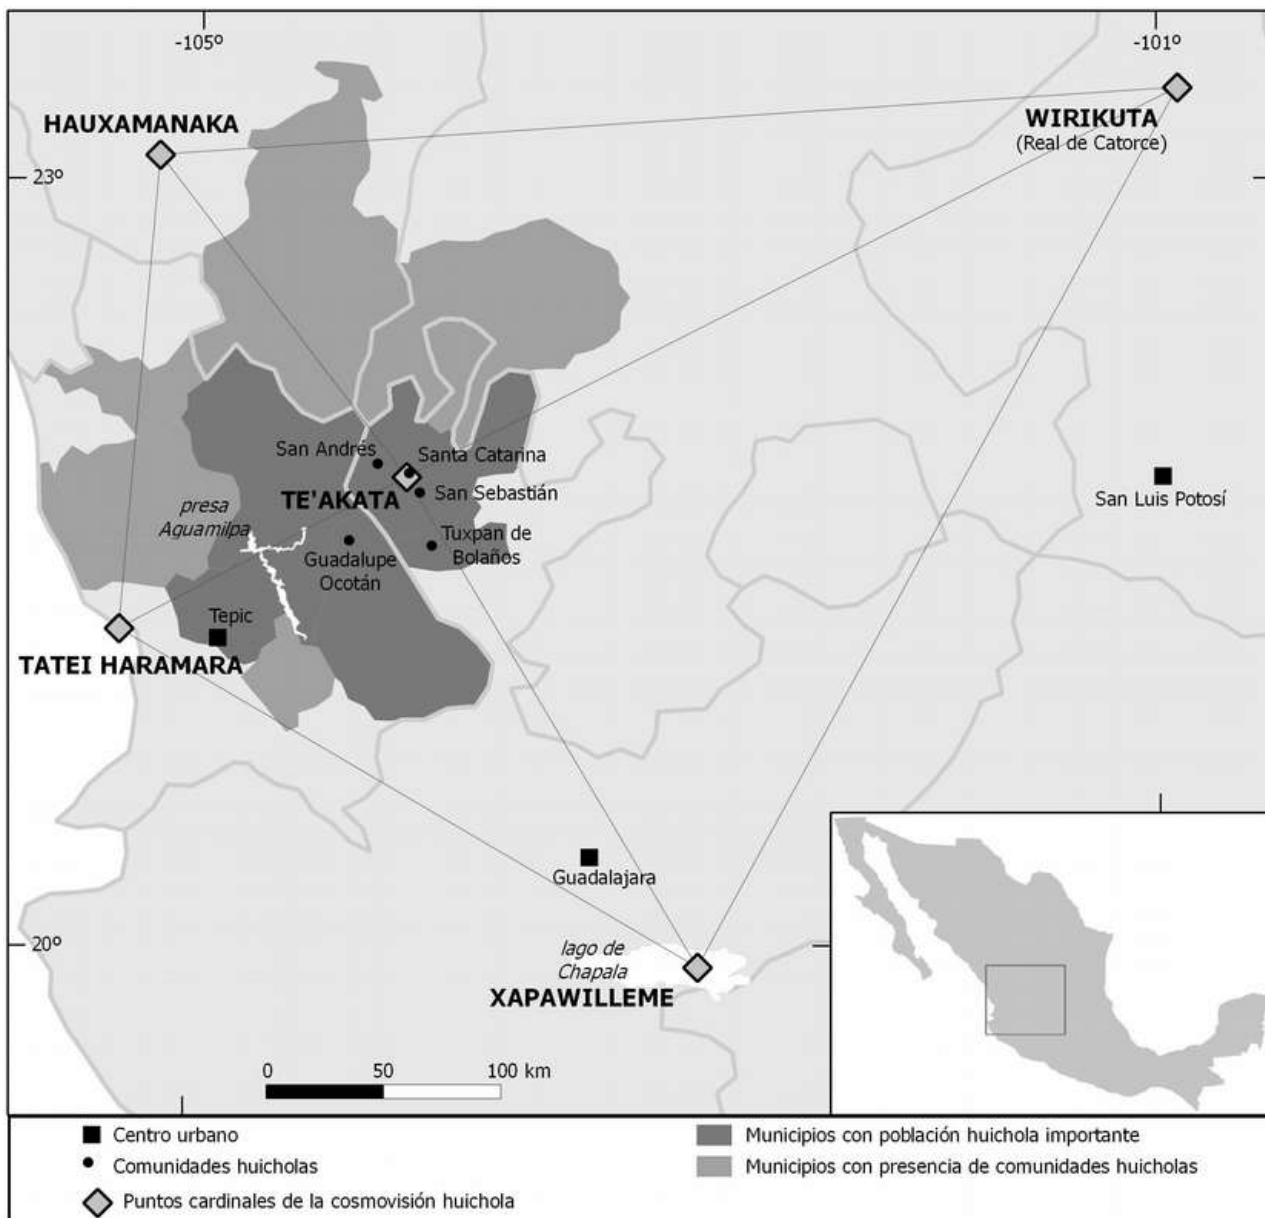 -105º
-101º
HAUXAMANAKA
WIRIKUTA
(Real de Catorce)
23º
San Andrés
Santa Catarina
TE'AKATA
San Sebastián
presa
Aguamilpa
San Luis Potosí
Tuxpan de
Bolaños
Guadalupe
Ocotán
Tepic
TATEI HARAMARA
Guadalajara
20º
lago de
Chapala
XAPAWILLEME
0 50 100 km
Centro urbano
Comunidades huicholas
Puntos cardinales de la cosmovisión huichola
Municipios con población huichola importante
Municipios con presencia de comunidades huicholas